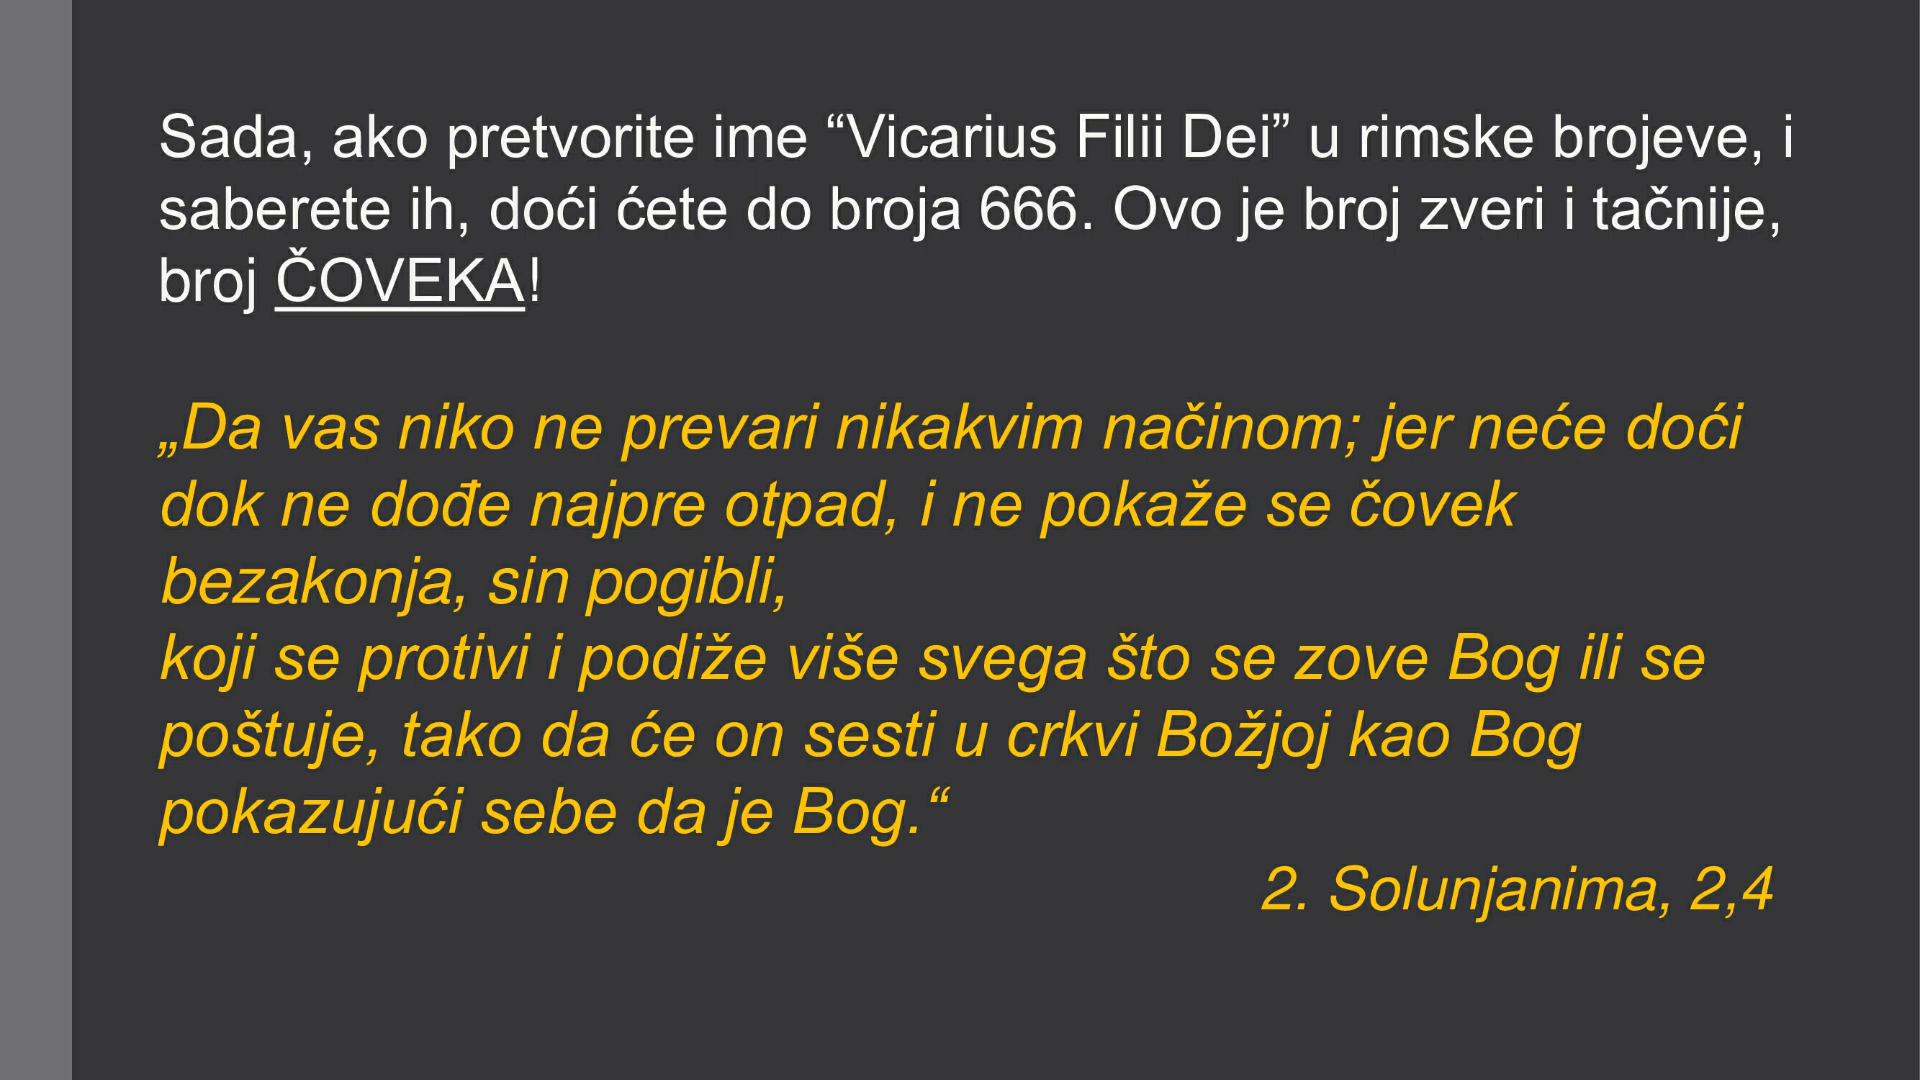 Sada, ako pretvorite ime “Vicarius Filii Dei” u rimske brojeve, i
saberete ih, doći ćete do broja 666. Ovo je broj zveri i tačnije,
broj ČOVEKA!
„Da vas niko ne prevari nikakvim načinom; jer neće doći
dok ne dođe najpre otpad, i ne pokaže se čovek
bezakonja, sin pogibli,
koji se protivi i podiže više svega što se zove Bog ili se
poštuje, tako da će on sesti u crkvi Božjoj kao Bog
pokazujući sebe da je Bog.“
2. Solunjanima, 2,4